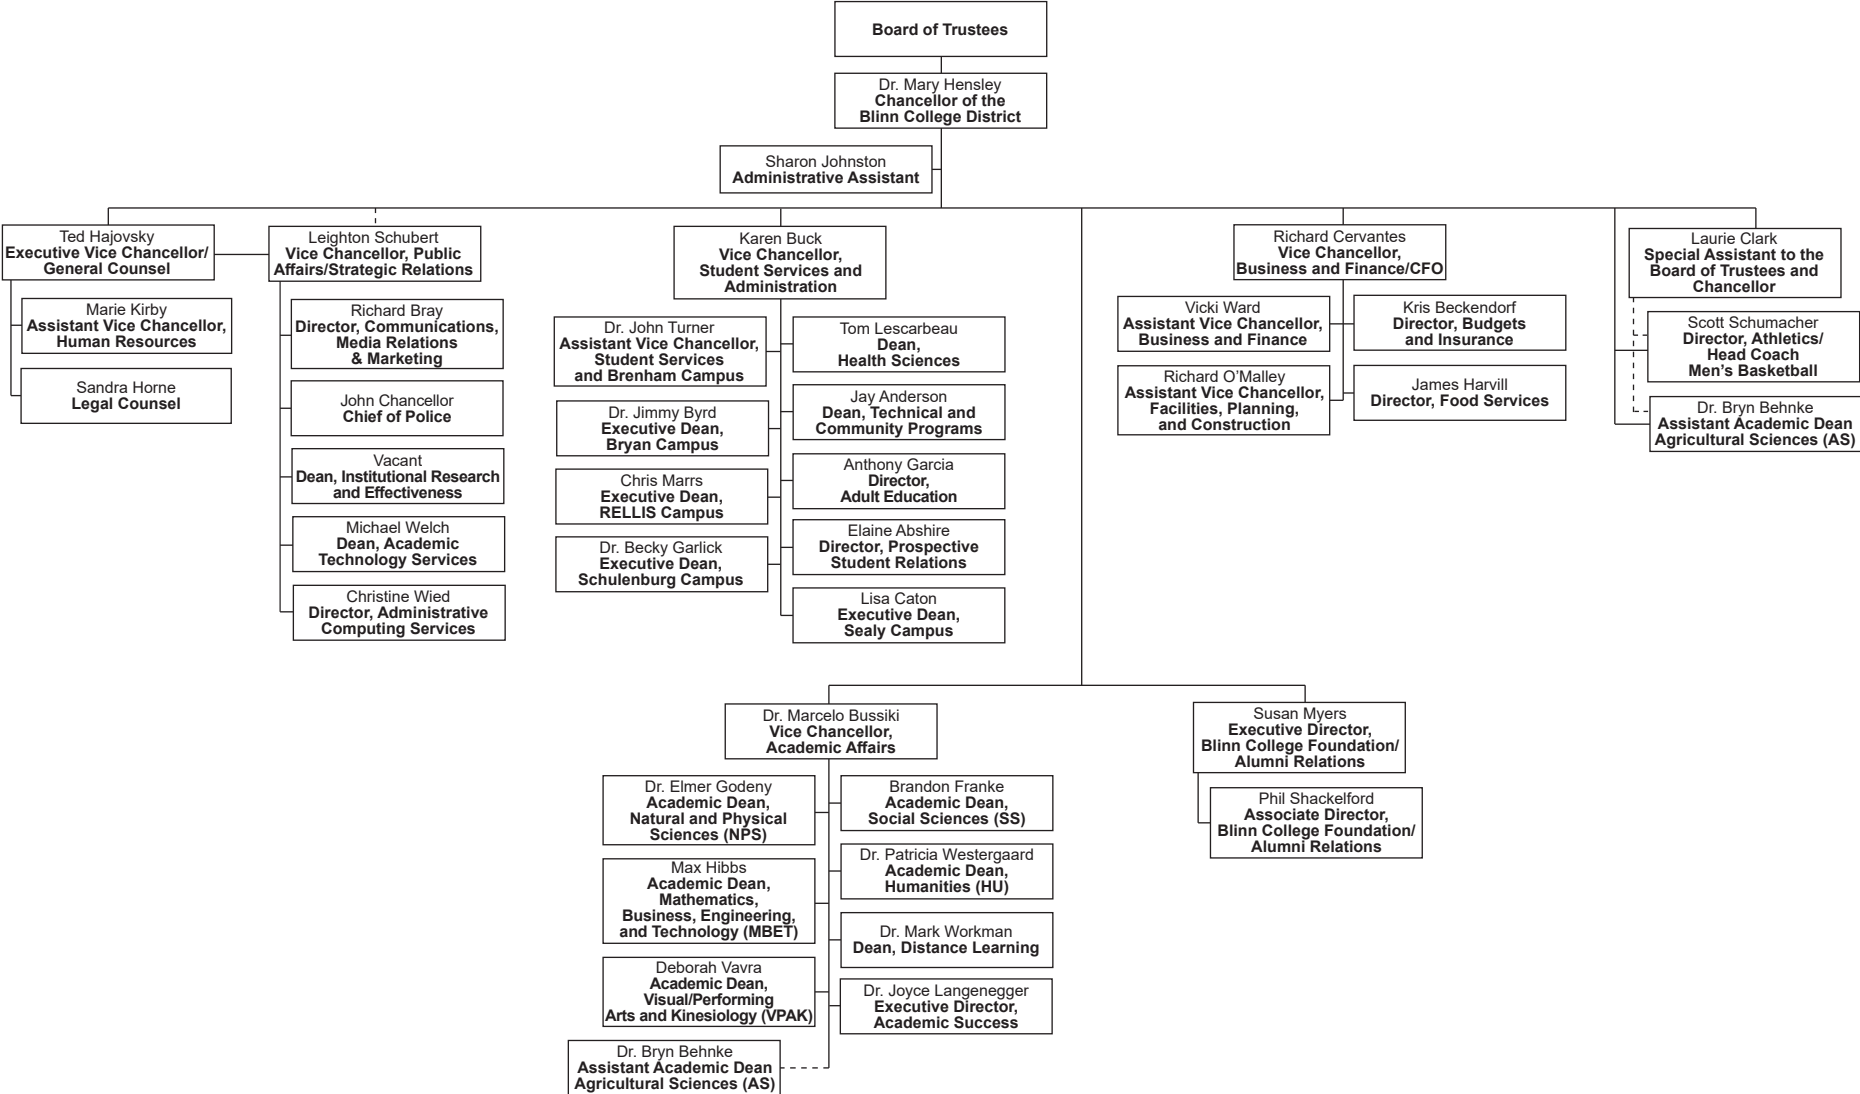 Board of Trustees
Dr. Mary Hensley
Chancellor of the
Blinn College District
Sharon Johnston
Administrative Assistant
Ted Hajovsky
Executive Vice Chancellor/
General Counsel
Marie Kirby
Assistant Vice Chancellor,
Human Resources
Sandra Horne
Legal Counsel
Leighton Schubert
Vice Chancellor, Public
Affairs/Strategic Relations
Richard Bray
Director, Communications,
Media Relations
& Marketing
John Chancellor
Chief of Police
Vacant
Dean, Institutional Research
and Effectiveness
Michael Welch
Dean, Academic
Technology Services
Christine Wied
Director, Administrative
Computing Services
Karen Buck
Vice Chancellor,
Student Services and
Administration
Dr. John Turner
Assistant Vice Chancellor,
Student Services
and Brenham Campus
Dr. Jimmy Byrd
Executive Dean,
Bryan Campus
Chris Marrs
Executive Dean,
RELLIS Campus
Dr. Becky Garlick
Executive Dean,
Schulenburg Campus
Tom Lescarbeau
Dean,
Health Sciences
Jay Anderson
Dean, Technical and
Community Programs
Anthony Garcia
Director,
Adult Education
Elaine Abshire
Director, Prospective
Student Relations
Lisa Caton
Executive Dean,
Sealy Campus
Richard Cervantes
Vice Chancellor,
Business and Finance/CFO
Vicki Ward
Assistant Vice Chancellor,
Business and Finance
Richard O’Malley
Assistant Vice Chancellor,
Facilities, Planning,
and Construction
Kris Beckendorf
Director, Budgets
and Insurance
James Harvill
Director, Food Services
Laurie Clark
Special Assistant to the
Board of Trustees and
Chancellor
Scott Schumacher
Director, Athletics/
Head Coach
Men’s Basketball
Dr. Bryn Behnke
Assistant Academic Dean
Agricultural Sciences (AS)
Dr. Marcelo Bussiki
Vice Chancellor,
Academic Affairs
Dr. Elmer Godeny
Academic Dean,
Natural and Physical
Sciences (NPS)
Max Hibbs
Academic Dean,
Mathematics,
Business, Engineering,
and Technology (MBET)
Deborah Vavra
Academic Dean,
Visual/Performing
Arts and Kinesiology (VPAK)
Dr. Bryn Behnke
Assistant Academic Dean
Agricultural Sciences (AS)
Brandon Franke
Academic Dean,
Social Sciences (SS)
Dr. Patricia Westergaard
Academic Dean,
Humanities (HU)
Dr. Mark Workman
Dean, Distance Learning
Dr. Joyce Langenegger
Executive Director,
Academic Success
Susan Myers
Executive Director,
Blinn College Foundation/
Alumni Relations
Phil Shackelford
Associate Director,
Blinn College Foundation/
Alumni Relations